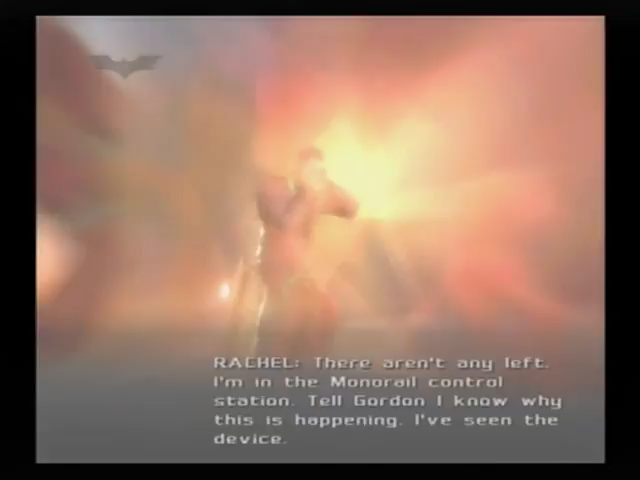 RACHEL: There aren't any left.
I'm in the Monorail control
station. Tell Gordon I know why
this is happening. I've seen the
device.